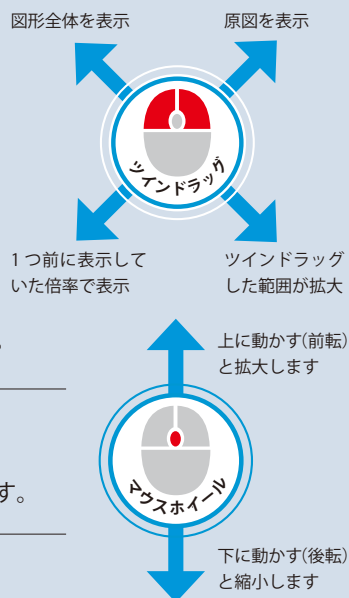 図形全体を表示
原図を表示
ツインドラッグ
1つ前に表示して
いた倍率で表示
ツインドラッグ
した範囲が拡大
上に動かす(前転)
と拡大します
。
マウスホイール
す。
下に動かす(後転)
と縮小します